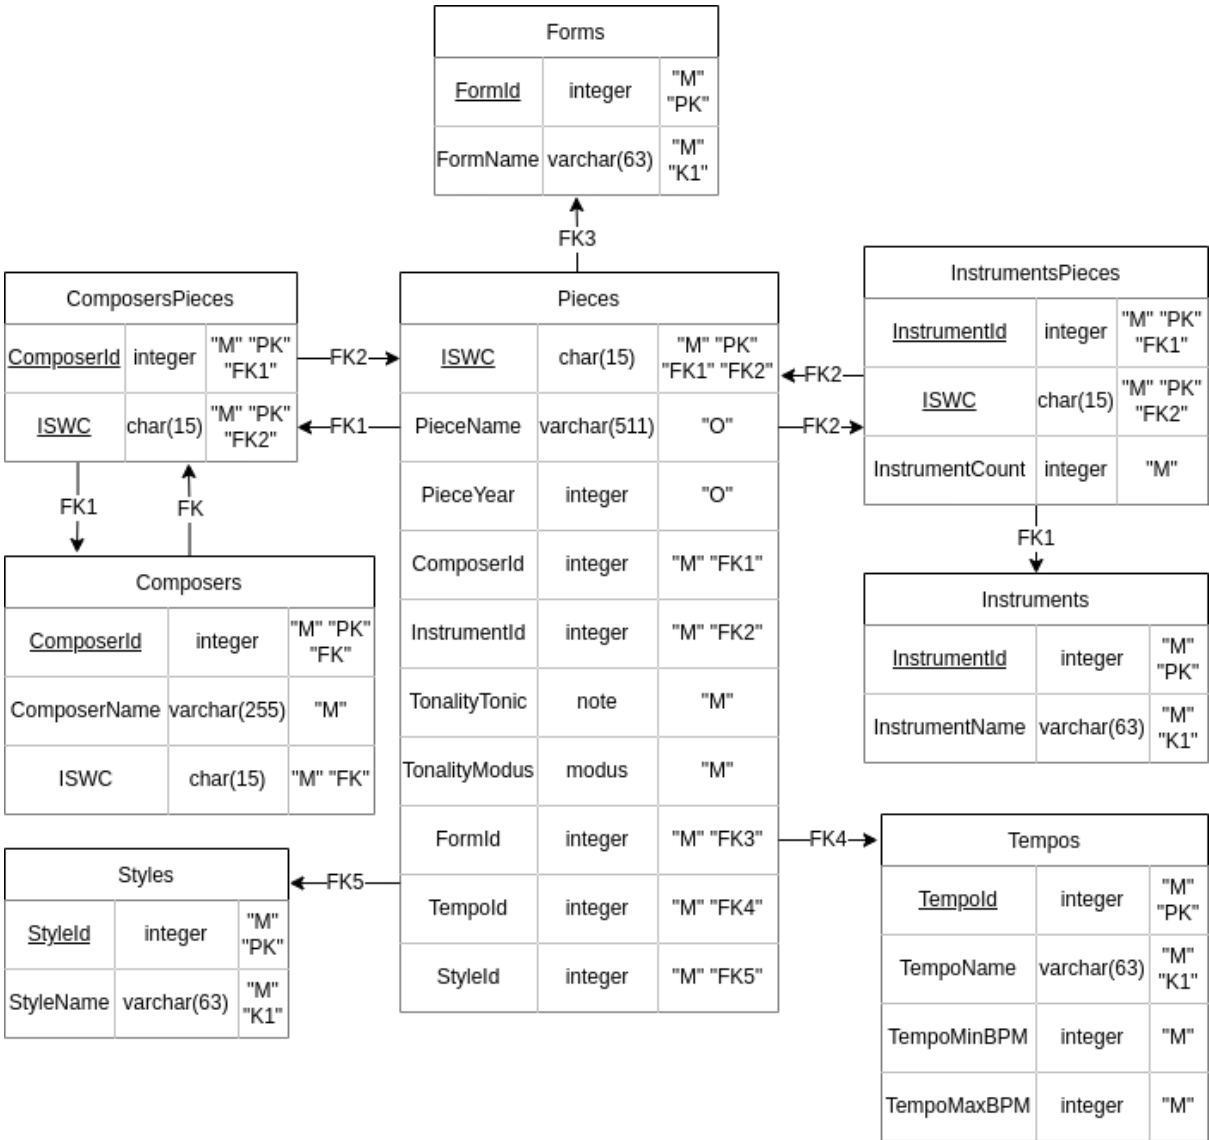 Forms
FormId integer "M"
"PK"
FormName varchar(63) "M"
"K1"
FK3
ComposersPieces
ComposerId integer "M" "PK"
"FK1"
ISWC char(15) "M" "PK"
"FK2"
FK2
FK1
FK1
FK
Pieces
ISWC char(15) "M" "PK"
"FK1" "FK2"
PieceName varchar(511) "O"
PieceYear integer "O"
ComposerId integer "M" "FK1"
InstrumentId integer "M" "FK2"
TonalityTonic note "M"
TonalityModus modus "M"
FormId integer "M" "FK3"
TempoId integer "M" "FK4"
StyleId integer "M" "FK5"
FK2
FK2
InstrumentsPieces
InstrumentId integer "M" "PK"
"FK1"
ISWC char(15) "M" "PK"
"FK2"
InstrumentCount integer "M"
FK1
Composers
ComposerId integer "M" "PK"
"FK"
ComposerName varchar(255) "M"
ISWC char(15) "M" "FK"
Instruments
InstrumentId integer "M"
"PK"
InstrumentName varchar(63) "M"
"K1"
Styles
StyleId integer "M"
"PK"
StyleName varchar(63) "M"
"K1"
FK5
FK4
Tempos
TempoId integer "M"
"PK"
TempoName varchar(63) "M"
"K1"
TempoMinBPM integer "M"
TempoMaxBPM integer "M"